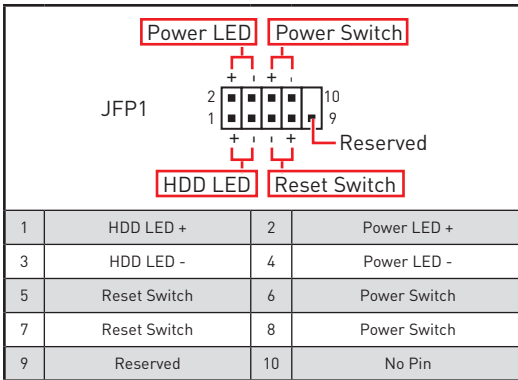 Power LED Power Switch
+ - + -
JFP1
2 10
1 9
+ - - +
Reserved
HDD LED Reset Switch
1 HDD LED + 2 Power LED +
3 HDD LED - 4 Power LED -
5 Reset Switch 6 Power Switch
7 Reset Switch 8 Power Switch
9 Reserved 10 No Pin